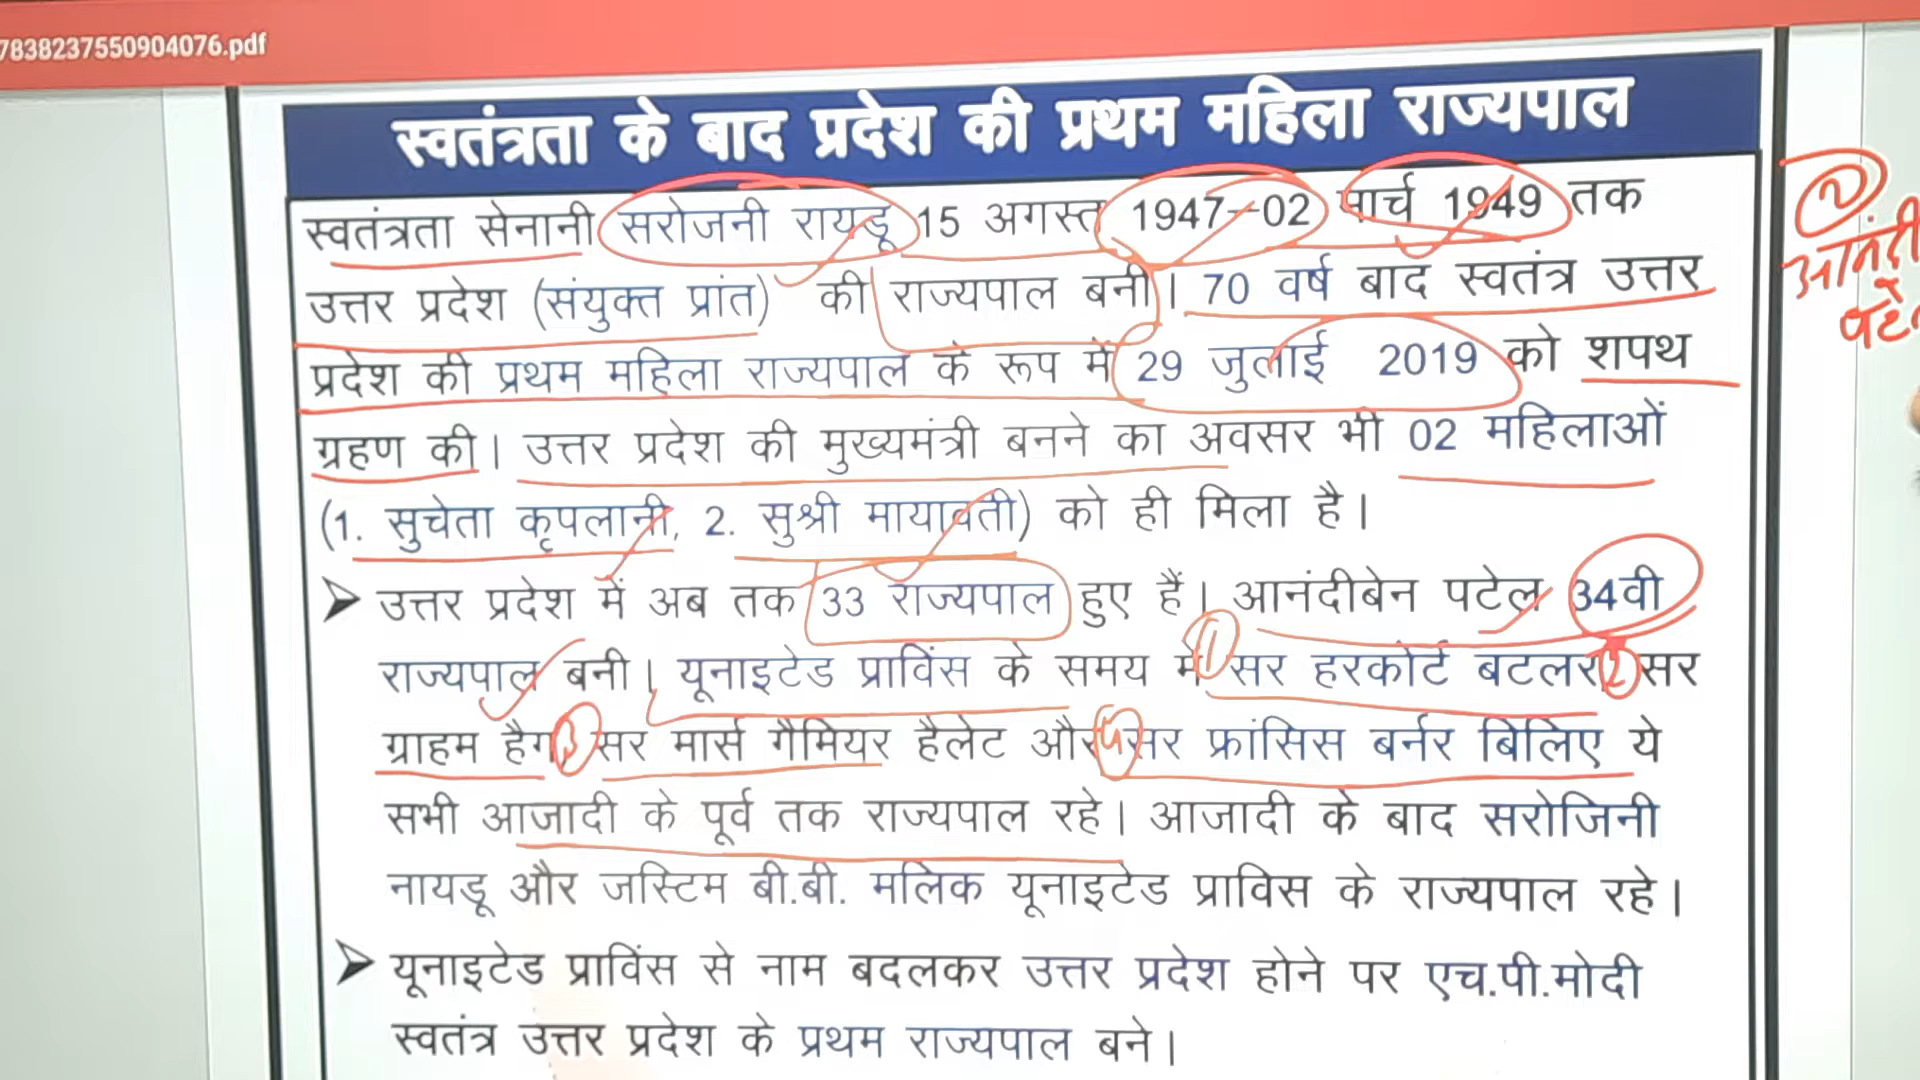 7838237550904076.pdf
स्वतंत्रता के बाद प्रदेश की प्रथम महिला राज्यपाल
स्वतंत्रता सेनानी सरोजनी रायडू 15 अगस्त 1947-02 मार्च 1949 तक
उत्तर प्रदेश (संयुक्त प्रांत) की राज्यपाल बनी। 70 वर्ष बाद स्वतंत्र उत्तर
प्रदेश की प्रथम महिला राज्यपाल के रूप में 29 जुलाई 2019 को शपथ
ग्रहण की। उत्तर प्रदेश की मुख्यमंत्री बनने का अवसर भी 02 महिलाओं
(1. सुचेता कृपलानी, 2. सुश्री मायावती) को ही मिला है।
➤ उत्तर प्रदेश में अब तक 33 राज्यपाल हुए हैं। आनंदीबेन पटेल 34वी
राज्यपाल बनी। यूनाइटेड प्राविंस के समय में सर हरकोर्ट बटलर, सर
ग्राहम हैग, सर मार्स गैमियर हैलेट और सर फ्रांसिस बर्नर बिलिए ये
सभी आजादी के पूर्व तक राज्यपाल रहे। आजादी के बाद सरोजिनी
नायडू और जस्टिम बी.बी. मलिक यूनाइटेड प्राविस के राज्यपाल रहे।
➤ यूनाइटेड प्राविंस से नाम बदलकर उत्तर प्रदेश होने पर एच.पी.मोदी
स्वतंत्र उत्तर प्रदेश के प्रथम राज्यपाल बने।
2
आनंदी